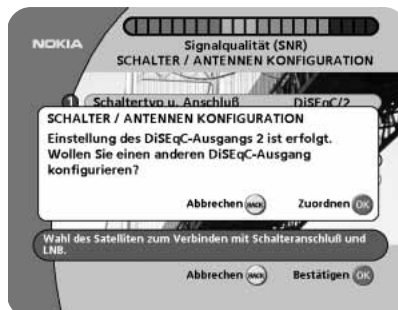 NOKIA
Signalqualität (SNR)
SCHALTER / ANTENNEN KONFIGURATION
1 Schaltertyp u. Anschluß DiSEqC/2
SCHALTER / ANTENNEN KONFIGURATION
Einstellung des DiSEqC-Ausgangs 2 ist erfolgt.
Wollen Sie einen anderen DiSEqC-Ausgang
konfigurieren?
Abbrechen BACK Zuordnen OK
Wahl des Satelliten zum Verbinden mit Schalteranschluß und
LNB.
Abbrechen BACK Bestätigen OK